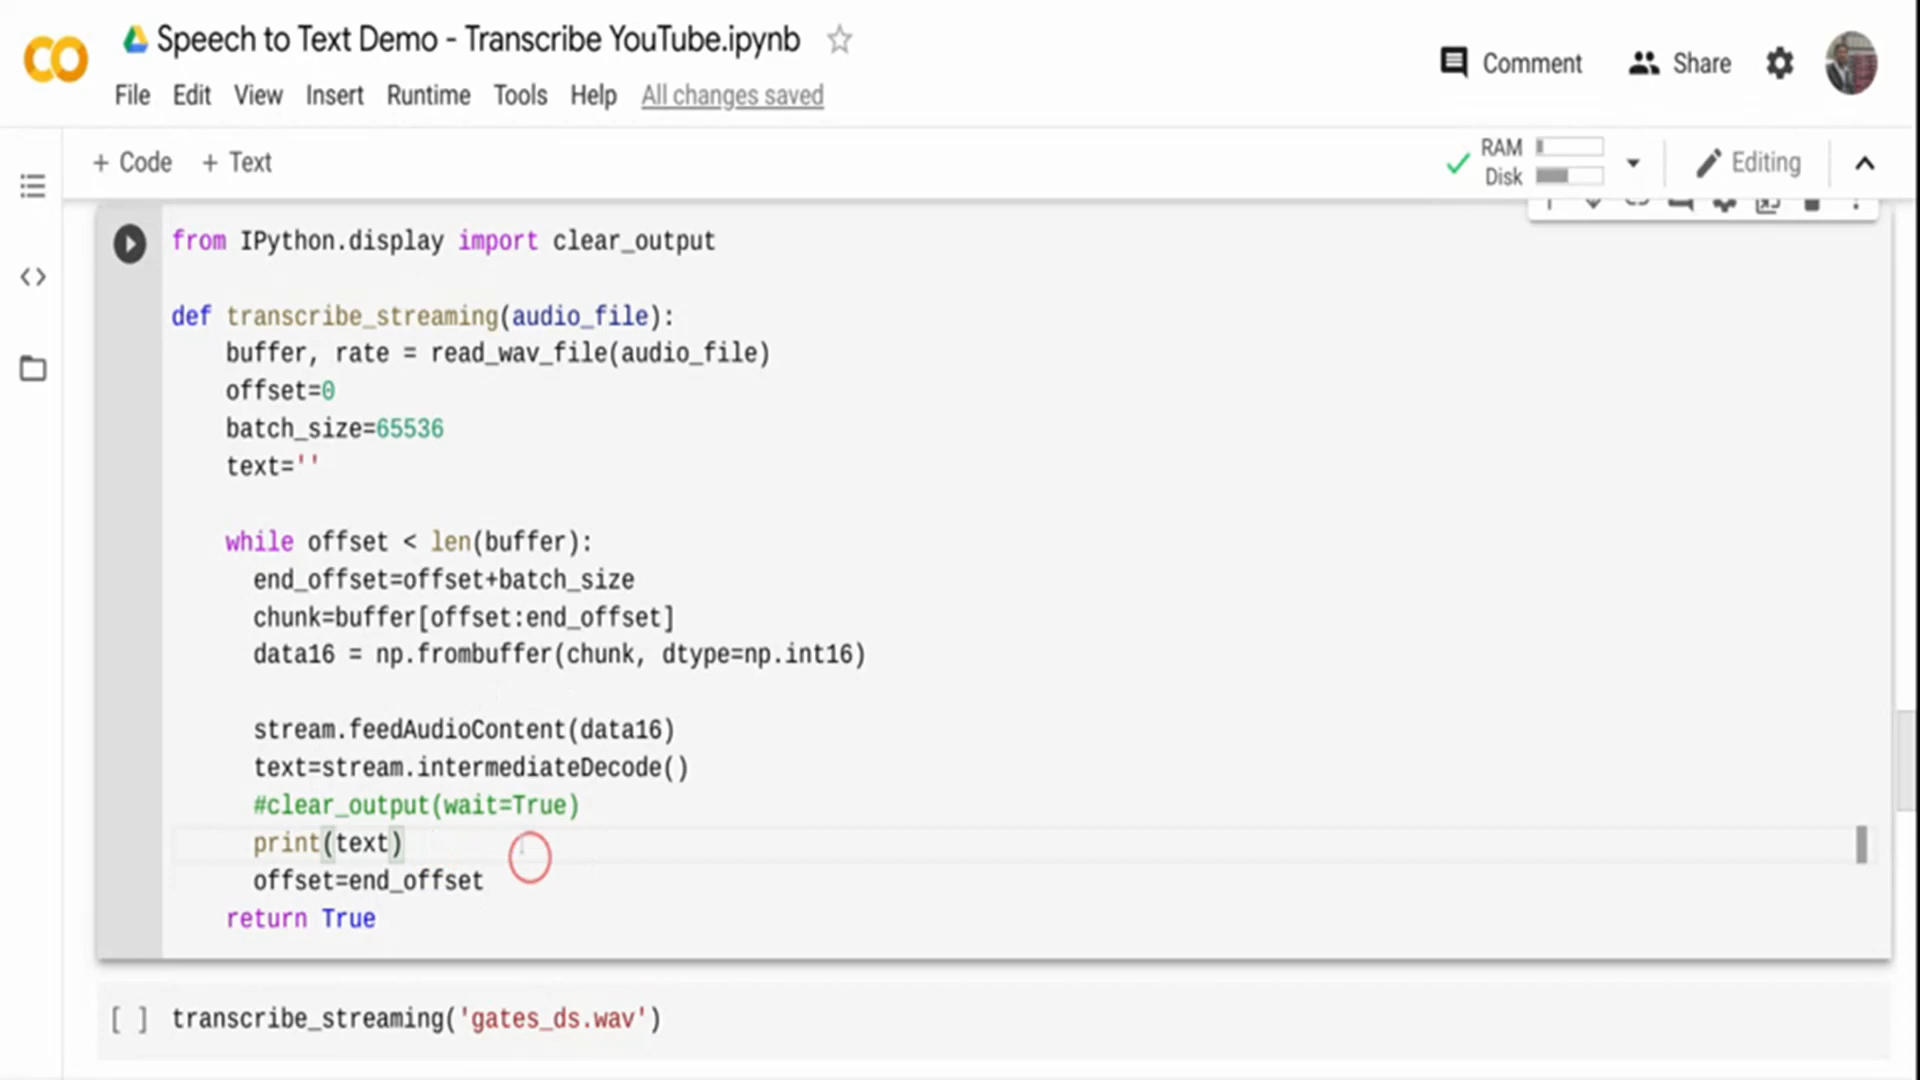 Speech to Text Demo - Transcribe YouTube.ipynb
Comment
Share
File Edit View Insert Runtime Tools Help All changes saved
+ Code + Text
RAM
Disk
Editing
from IPython.display import clear_output
def transcribe_streaming(audio_file):
buffer, rate = read_wav_file(audio_file)
offset=0
batch_size=65536
text=''
while offset < len(buffer):
end_offset=offset+batch_size
chunk=buffer[offset:end_offset]
data16 = np.frombuffer(chunk, dtype=np.int16)
stream.feedAudioContent(data16)
text=stream.intermediateDecode()
#clear_output(wait=True)
print(text)
offset=end_offset
return True
[ ] transcribe_streaming('gates_ds.wav')